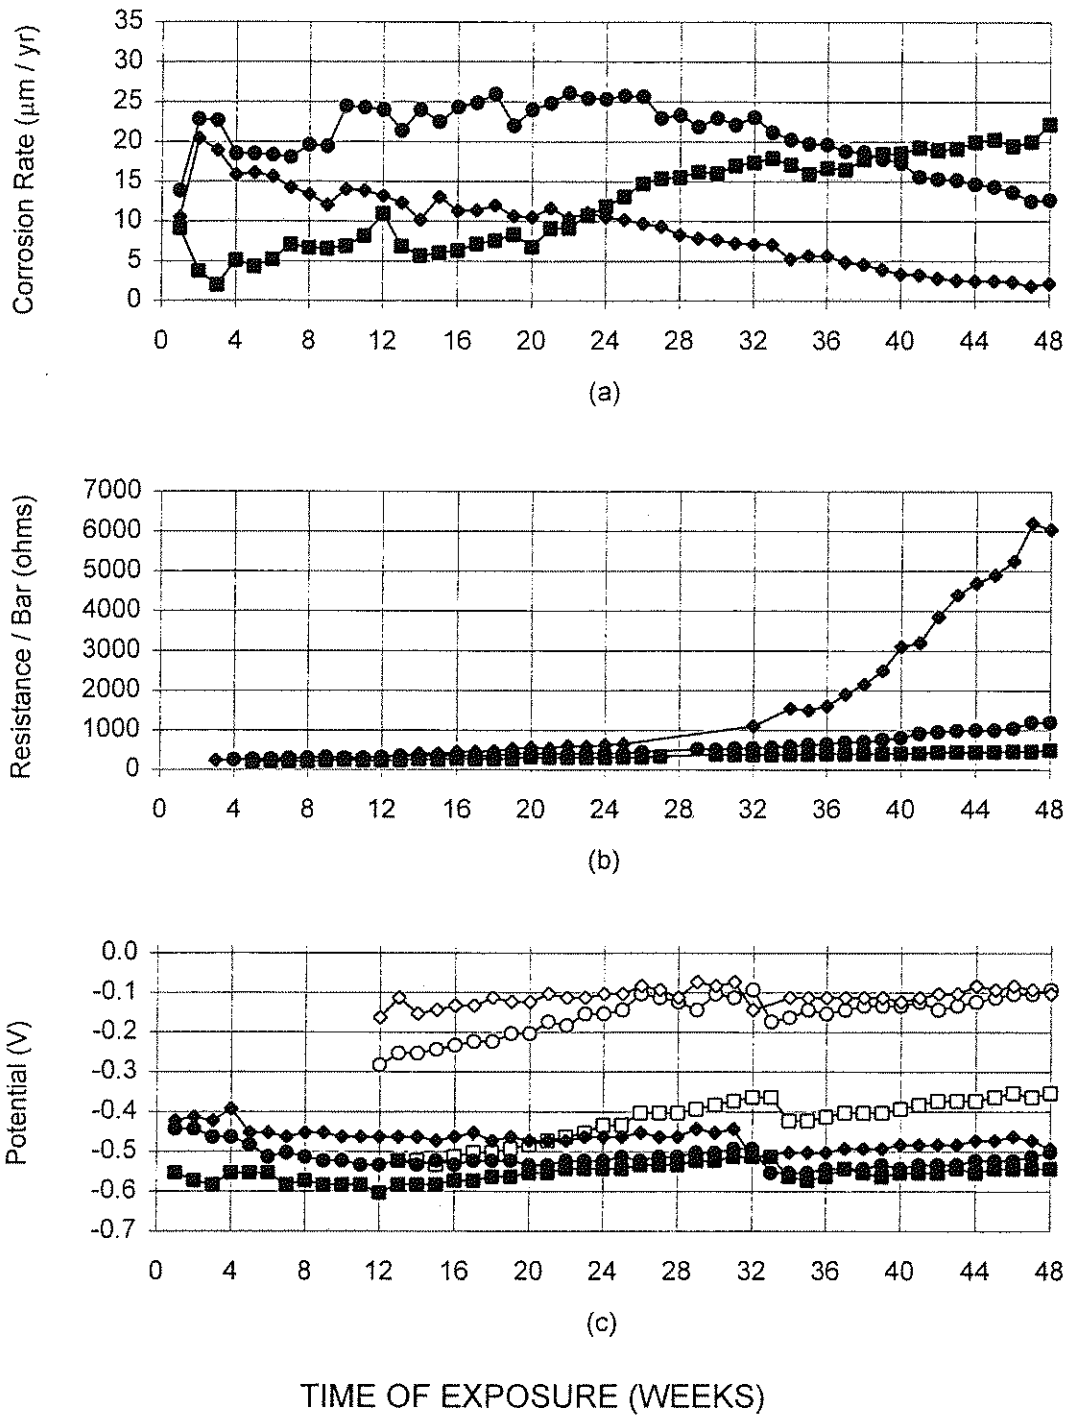 Corrosion Rate (μm / yr)
35
30
25
20
15
10
5
0
0 4 8 12 16 20 24 28 32 36 40 44 48
(a)
Resistance / Bar (ohms)
7000
6000
5000
4000
3000
2000
1000
0
0 4 8 12 16 20 24 28 32 36 40 44 48
(b)
Potential (V)
0.0
-0.1
-0.2
-0.3
-0.4
-0.5
-0.6
-0.7
0 4 8 12 16 20 24 28 32 36 40 44 48
(c)
TIME OF EXPOSURE (WEEKS)